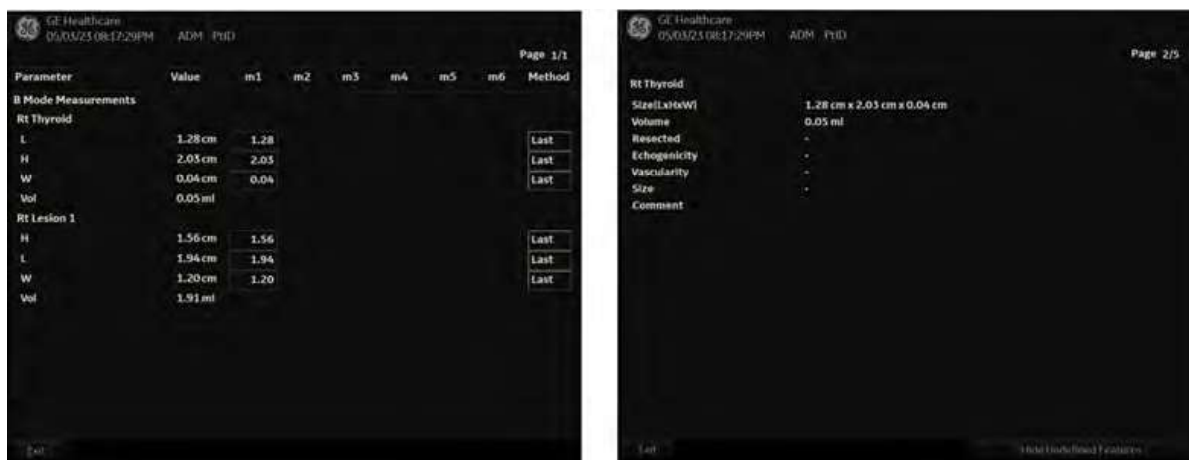 GE Healthcare
05/03/23 08:17:29PM ADM PtID
Page 1/1
Parameter Value m1 m2 m3 m4 m5 m6 Method
B Mode Measurements
Rt Thyroid
L 1.28 cm 1.28 Last
H 2.03 cm 2.03 Last
W 0.04 cm 0.04 Last
Vol 0.05 ml
Rt Lesion 1
H 1.56 cm 1.56 Last
L 1.94 cm 1.94 Last
W 1.20 cm 1.20 Last
Vol 1.91 ml
Exit
GE Healthcare
05/03/23 08:17:29PM ADM PtID
Page 2/5
Rt Thyroid
Size(LxHxW) 1.28 cm x 2.03 cm x 0.04 cm
Volume 0.05 ml
Resected -
Echogenicity -
Vascularity -
Size -
Comment
Exit Hide Undefined Features